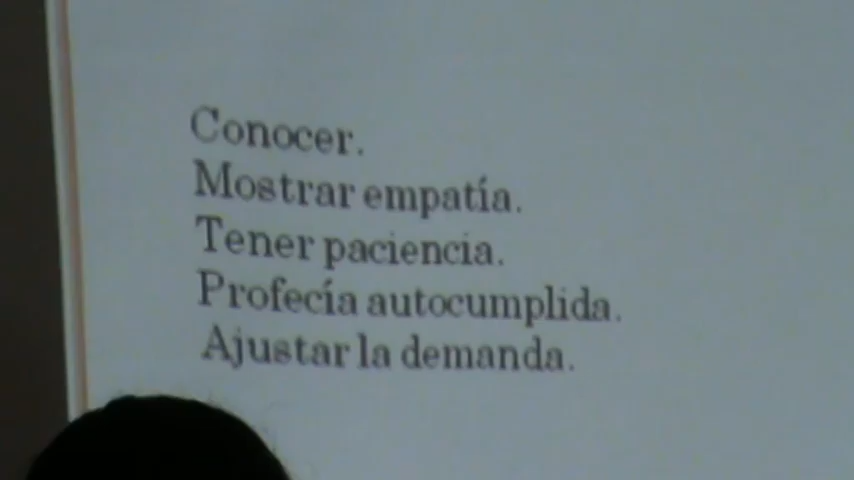 Conocer.
Mostrar empatía.
Tener paciencia.
Profecía autocumplida.
Ajustar la demanda.